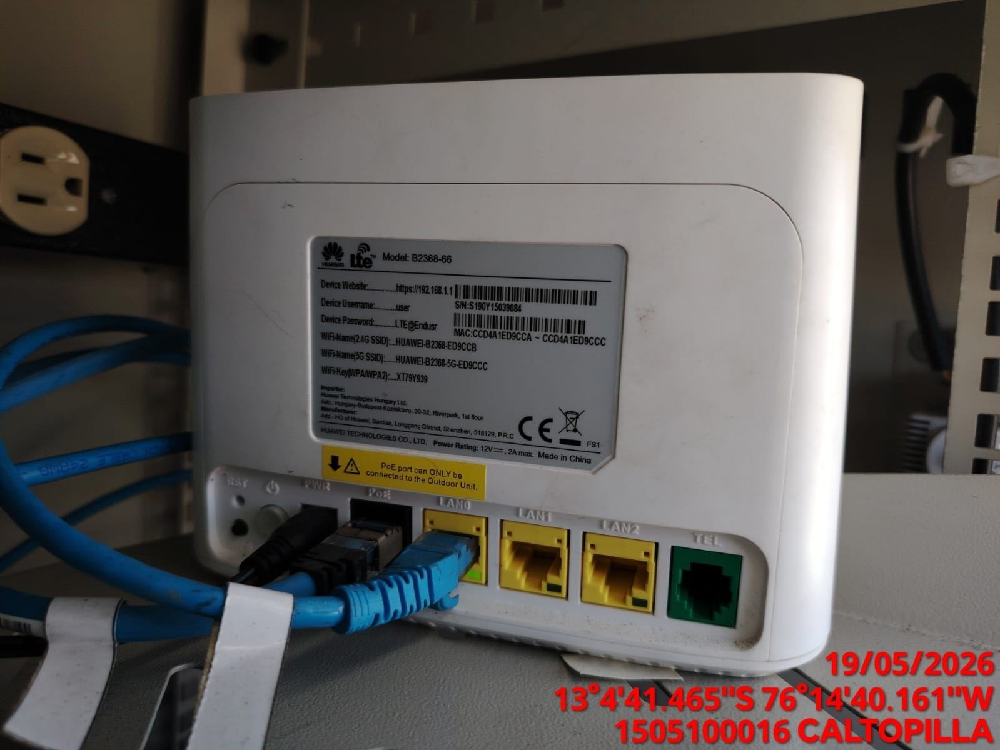 HUAWEI
Lte™ Model: B2368-66
Device Website:................https://192.168.1.1
Device Username:............user
S/N:S190Y15039084
Device Password:............LTE@Endusr
MAC:CCD4A1ED9CCA ~ CCD4A1ED9CCC
WiFi-Name(2.4G SSID):...HUAWEI-B2368-ED9CCB
WiFi-Name(5G SSID):......HUAWEI-B2368-5G-ED9CCC
WiFi-Key(WPA/WPA2):....XT79Y939
Importer:
Huawei Technologies Hungary Ltd.
Add.: Hungary-Budapest-Kozraktaru. 30-32, Riverpark, 1st floor
Manufacturer:
Add.: HQ of Huawei, Bantian, Longgang District, Shenzhen, 518129, P.R.C
CE
FS1
HUAWEI TECHNOLOGIES CO., LTD. Power Rating: 12V⎓, 2A max. Made in China
PoE port can ONLY be
connected to the Outdoor Unit.
RST
PWR
PoE
LAN0
LAN1
LAN2
TEL
19/05/2026
13°4'41.465"S 76°14'40.161"W
1505100016 CALTOPILLA